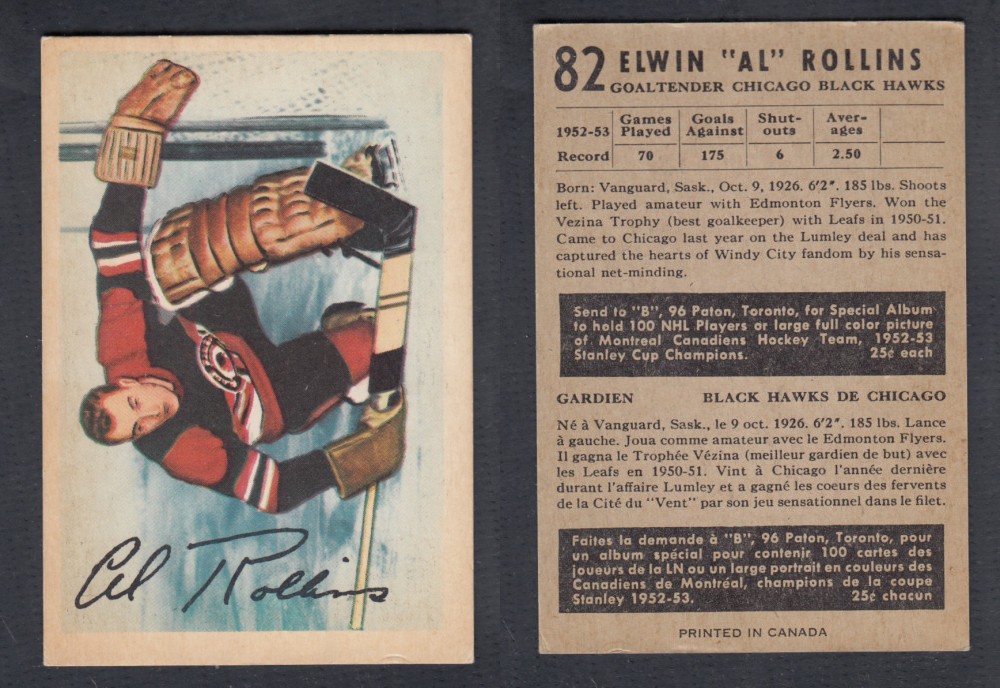 Al Rollins
82 ELWIN "AL" ROLLINS
GOALTENDER CHICAGO BLACK HAWKS
1952-53 Games Played Goals Against Shut-outs Aver-ages
Record 70 175 6 2.50
Born: Vanguard, Sask., Oct. 9, 1926. 6'2". 185 lbs. Shoots
left. Played amateur with Edmonton Flyers. Won the
Vezina Trophy (best goalkeeper) with Leafs in 1950-51.
Came to Chicago last year on the Lumley deal and has
captured the hearts of Windy City fandom by his sensa-
tional net-minding.
Send to "B", 96 Paton, Toronto, for Special Album
to hold 100 NHL Players or large full color picture
of Montreal Canadiens Hockey Team, 1952-53
Stanley Cup Champions. 25¢ each
GARDIEN BLACK HAWKS DE CHICAGO
Né à Vanguard, Sask., le 9 oct. 1926. 6'2". 185 lbs. Lance
à gauche. Joua comme amateur avec le Edmonton Flyers.
Il gagna le Trophée Vézina (meilleur gardien de but) avec
les Leafs en 1950-51. Vint à Chicago l'année dernière
durant l'affaire Lumley et a gagné les coeurs des fervents
de la Cité du "Vent" par son jeu sensationnel dans le filet.
Faites la demande à "B", 96 Paton, Toronto, pour
un album spécial pour contenir 100 cartes des
joueurs de la LN ou un large portrait en couleurs des
Canadiens de Montréal, champions de la coupe
Stanley 1952-53. 25¢ chacun
PRINTED IN CANADA